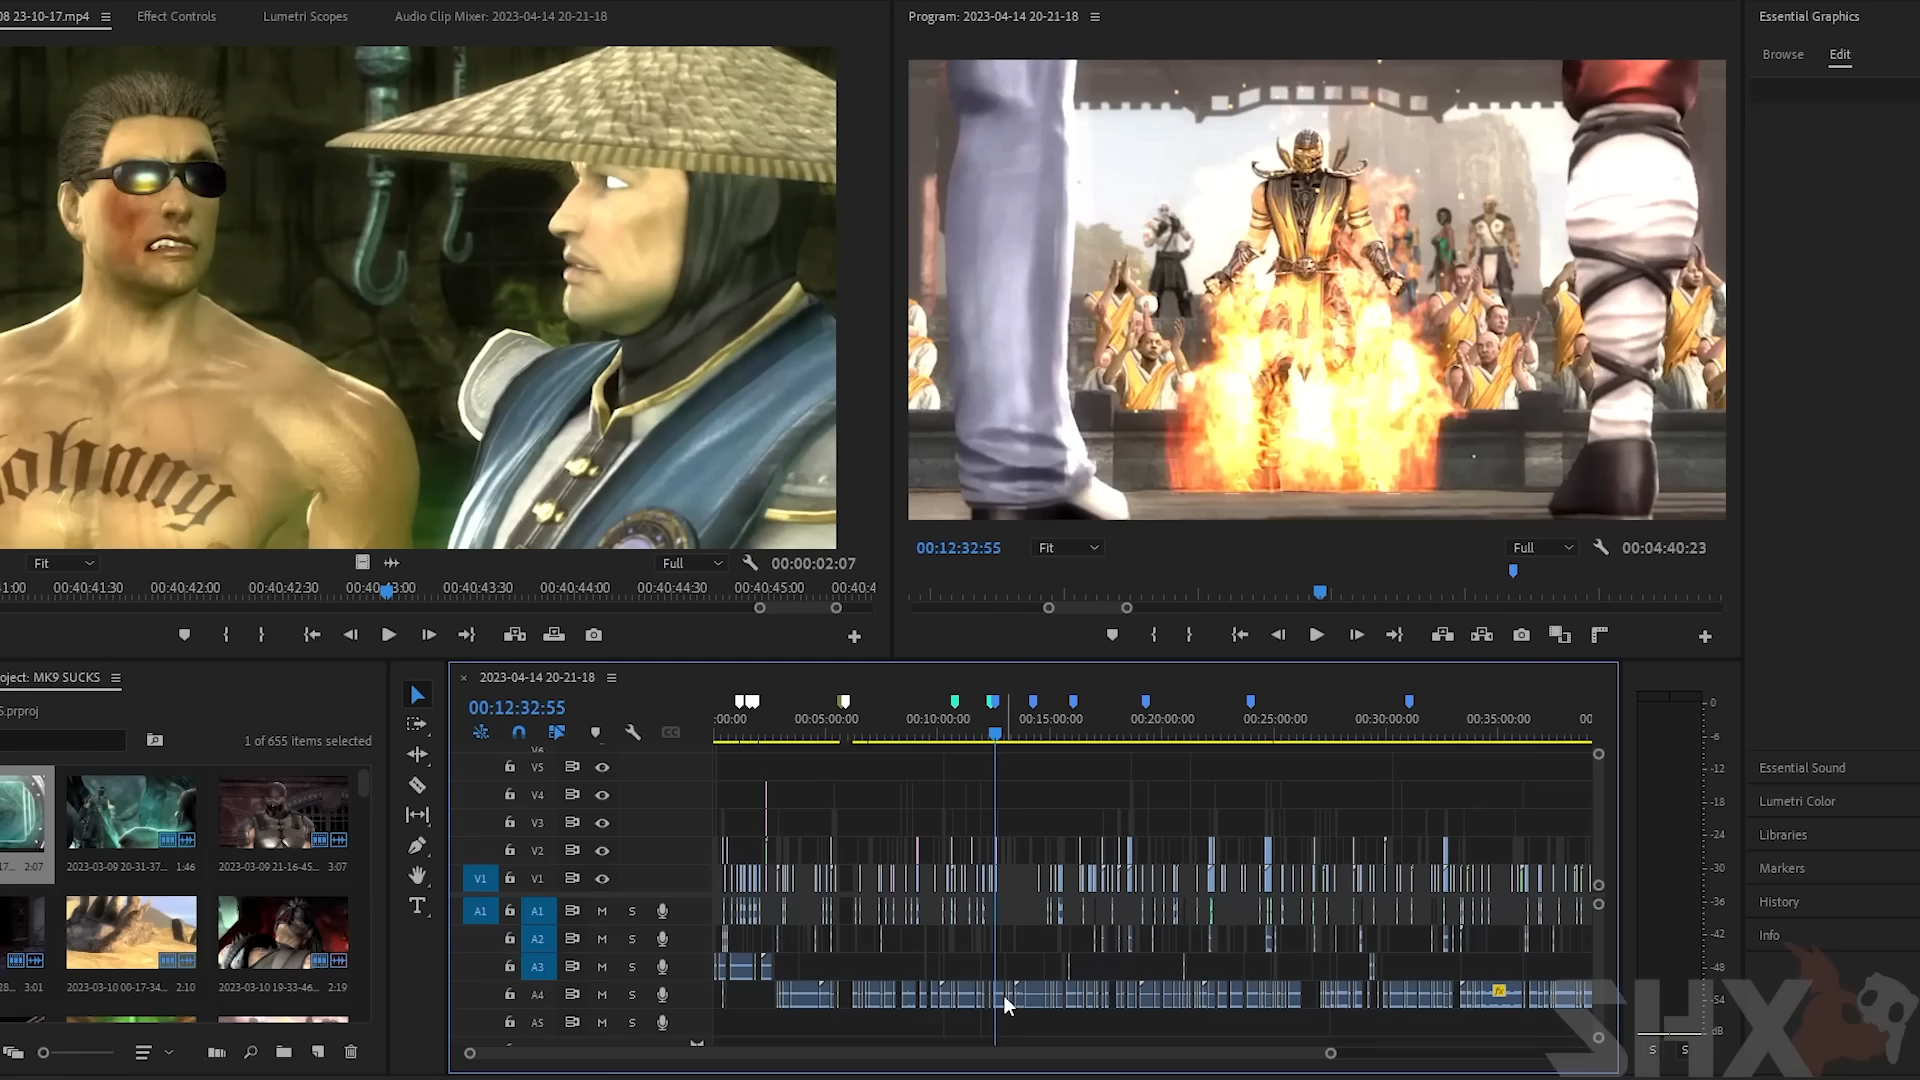 08 23-10-17.mp4
Effect Controls
Lumetri Scopes
Audio Clip Mixer: 2023-04-14 20-21-18
Program: 2023-04-14 20-21-18
Essential Graphics
Browse
Edit
Johnny
Fit
Full
00:00:02:07
00:12:32:55
Fit
Full
00:04:40:23
41:00
00:40:41:30
00:40:42:00
00:40:42:30
00:40:43:00
00:40:43:30
00:40:44:00
00:40:44:30
00:40:45:00
00:40:4
oject: MK9 SUCKS
S.prproj
1 of 655 items selected
17...
2:07
2023-03-09 20-31-37...
1:46
2023-03-09 21-16-45...
3:07
28...
3:01
2023-03-10 00-17-34...
2:10
2023-03-10 19-33-46...
2:19
2023-04-14 20-21-18
00:12:32:55
:00:00
00:05:00:00
00:10:00:00
00:15:00:00
00:20:00:00
00:25:00:00
00:30:00:00
00:35:00:00
00
V6
V5
V4
V3
V2
V1 V1
A1 A1 M S
A2 M S
A3 M S
A4 M S
fx
A5 M S
0
-6
-12
-18
-24
-30
-36
-42
-48
-54
dB
S S
Essential Sound
Lumetri Color
Libraries
Markers
History
Info
SHX